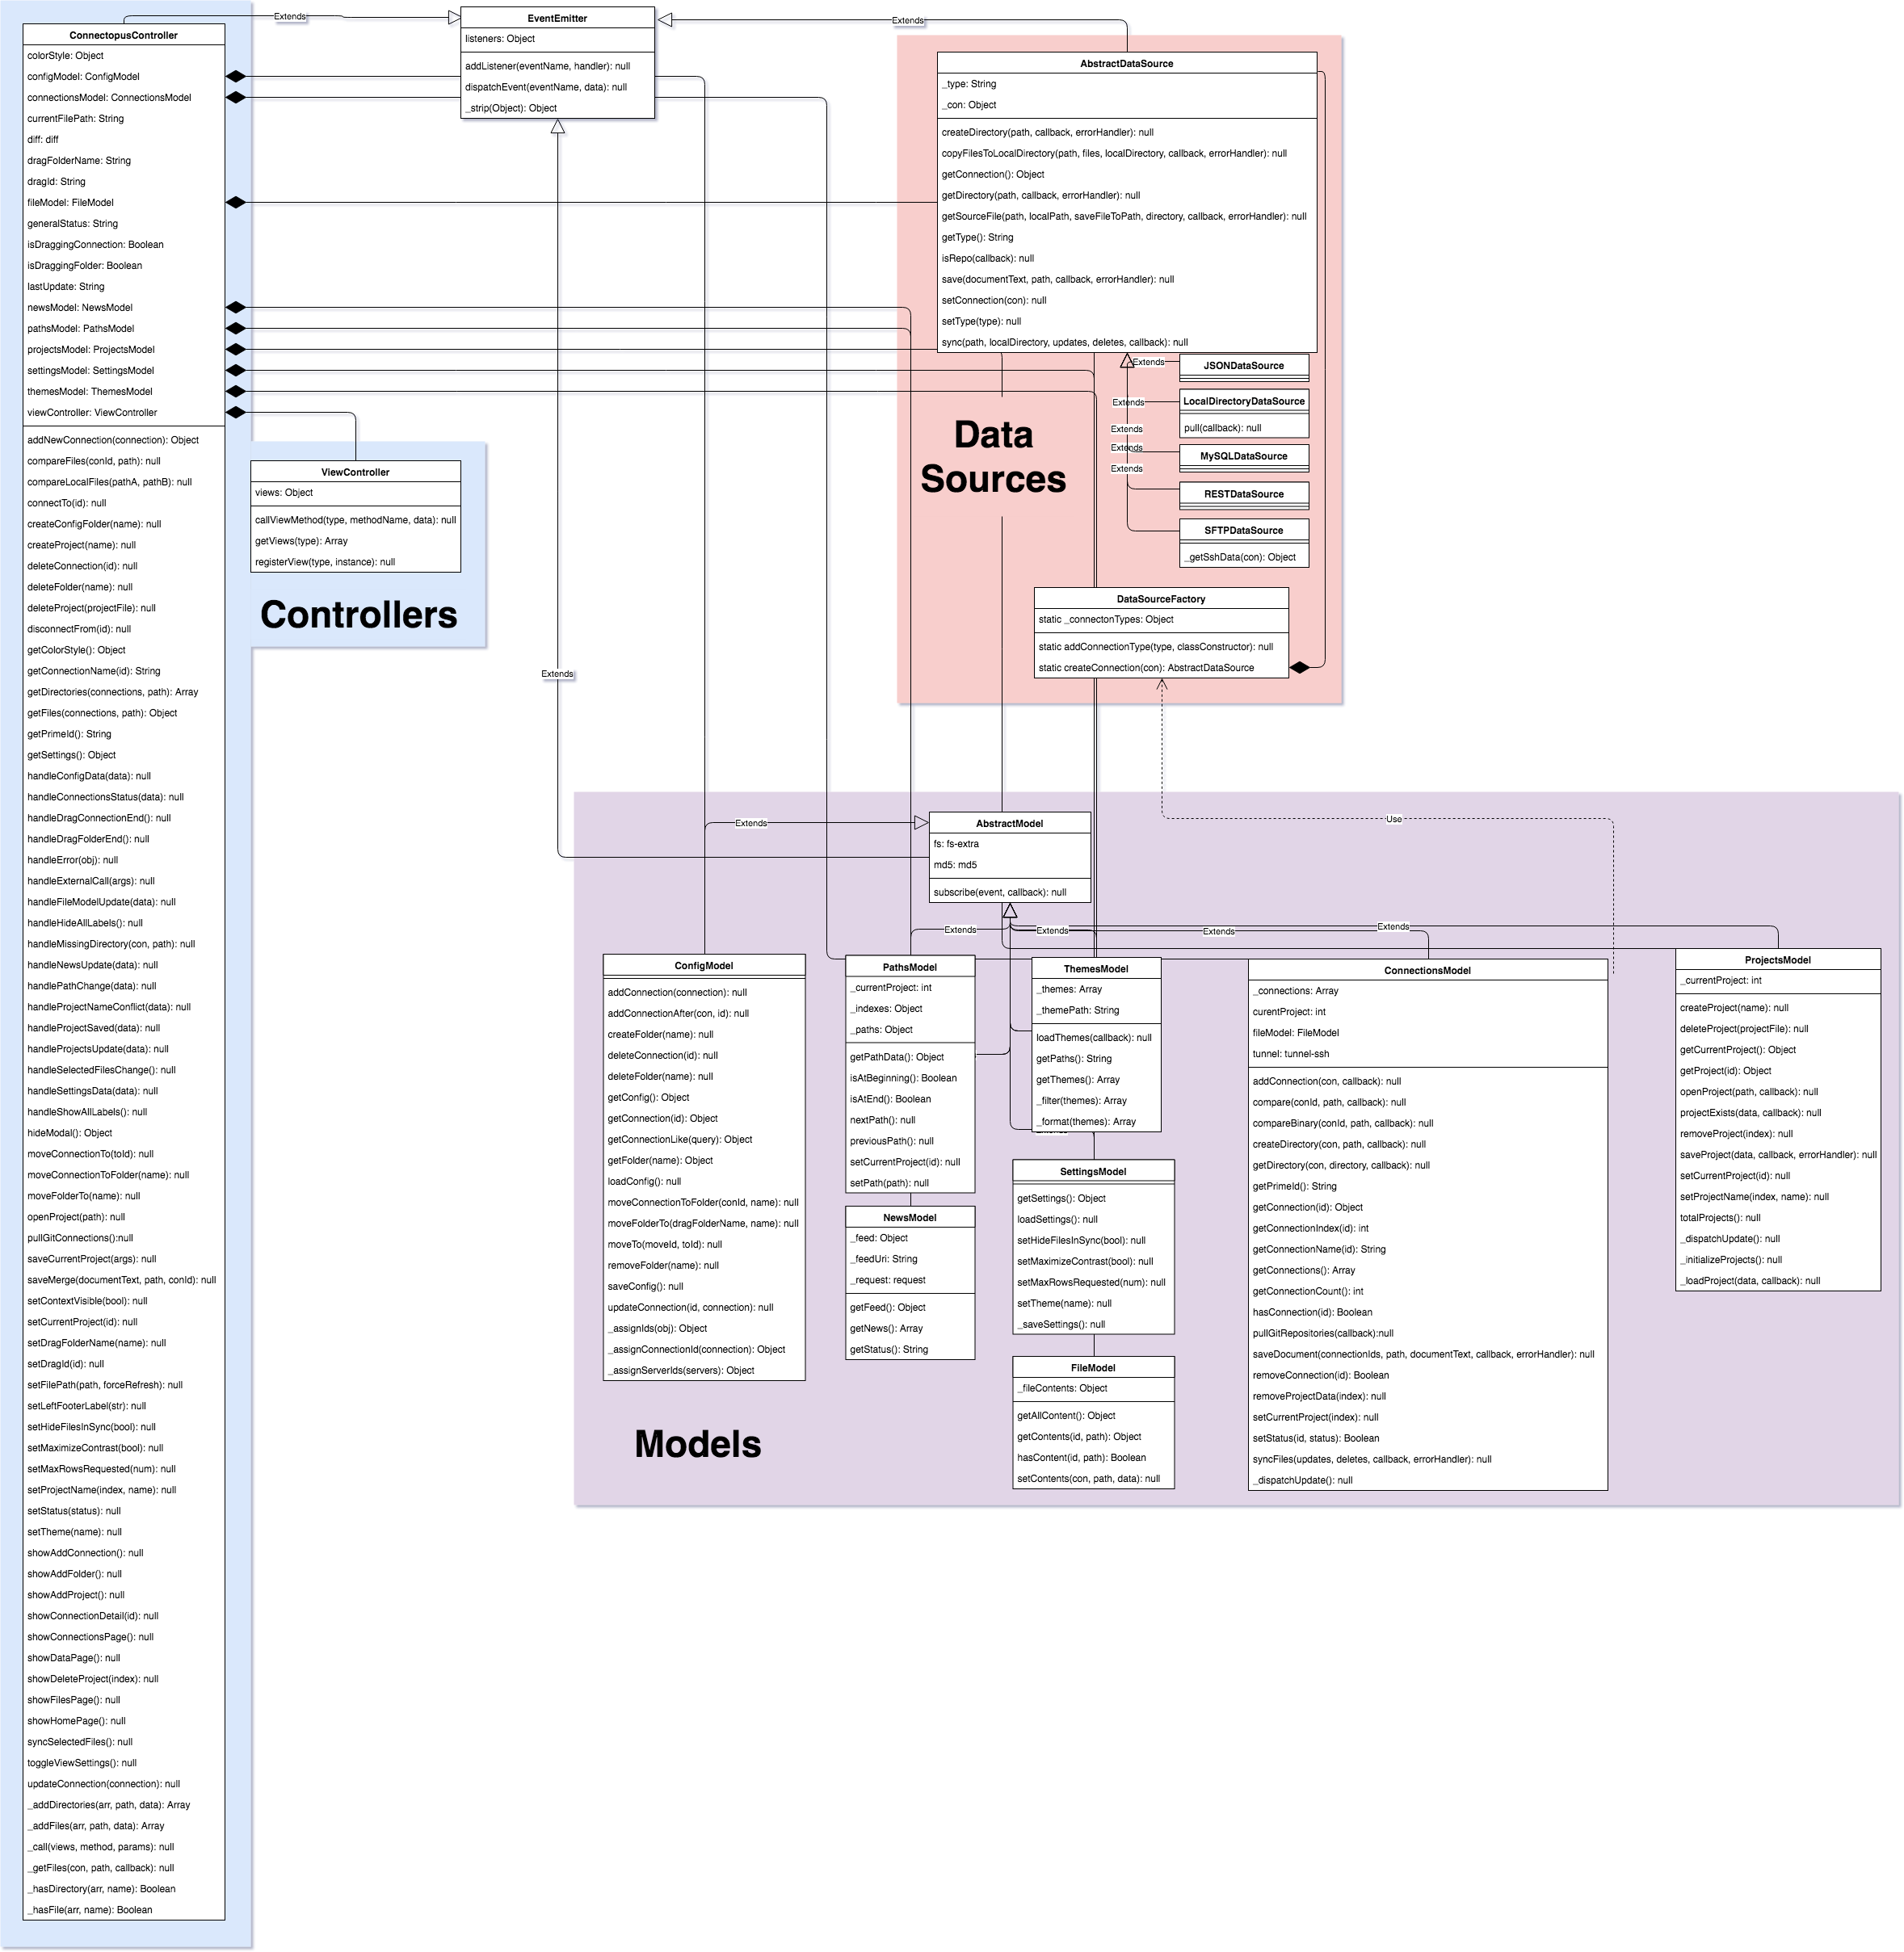 ConnectopusController
colorStyle: Object
configModel: ConfigModel
connectionsModel: ConnectionsModel
currentFilePath: String
diff: diff
dragFolderName: String
dragId: String
fileModel: FileModel
generalStatus: String
isDraggingConnection: Boolean
isDraggingFolder: Boolean
lastUpdate: String
newsModel: NewsModel
pathsModel: PathsModel
projectsModel: ProjectsModel
settingsModel: SettingsModel
themesModel: ThemesModel
viewController: ViewController
addNewConnection(connection): Object
compareFiles(conId, path): null
compareLocalFiles(pathA, pathB): null
connectTo(id): null
createConfigFolder(name): null
createProject(name): null
deleteConnection(id): null
deleteFolder(name): null
deleteProject(projectFile): null
disconnectFrom(id): null
getColorStyle(): Object
getConnectionName(id): String
getDirectories(connections, path): Array
getFiles(connections, path): Object
getPrimeId(): String
getSettings(): Object
handleConfigData(data): null
handleConnectionsStatus(data): null
handleDragConnectionEnd(): null
handleDragFolderEnd(): null
handleError(obj): null
handleExternalCall(args): null
handleFileModelUpdate(data): null
handleHideAllLabels(): null
handleMissingDirectory(con, path): null
handleNewsUpdate(data): null
handlePathChange(data): null
handleProjectNameConflict(data): null
handleProjectSaved(data): null
handleProjectsUpdate(data): null
handleSelectedFilesChange(): null
handleSettingsData(data): null
handleShowAllLabels(): null
hideModal(): Object
moveConnectionTo(toId): null
moveConnectionToFolder(name): null
moveFolderTo(name): null
openProject(path): null
pullGitConnections():null
saveCurrentProject(args): null
saveMerge(documentText, path, conId): null
setContextVisible(bool): null
setCurrentProject(id): null
setDragFolderName(name): null
setDragId(id): null
setFilePath(path, forceRefresh): null
setLeftFooterLabel(str): null
setHideFilesInSync(bool): null
setMaximizeContrast(bool): null
setMaxRowsRequested(num): null
setProjectName(index, name): null
setStatus(status): null
setTheme(name): null
showAddConnection(): null
showAddFolder(): null
showAddProject(): null
showConnectionDetail(id): null
showConnectionsPage(): null
showDataPage(): null
showDeleteProject(index): null
showFilesPage(): null
showHomePage(): null
syncSelectedFiles(): null
toggleViewSettings(): null
updateConnection(connection): null
_addDirectories(arr, path, data): Array
_addFiles(arr, path, data): Array
_call(views, method, params): null
_getFiles(con, path, callback): null
_hasDirectory(arr, name): Boolean
_hasFile(arr, name): Boolean
Extends
EventEmitter
listeners: Object
addListener(eventName, handler): null
dispatchEvent(eventName, data): null
_strip(Object): Object
Extends
Extends
ViewController
views: Object
callViewMethod(type, methodName, data): null
getViews(type): Array
registerView(type, instance): null
Controllers
AbstractDataSource
_type: String
_con: Object
createDirectory(path, callback, errorHandler): null
copyFilesToLocalDirectory(path, files, localDirectory, callback, errorHandler): null
getConnection(): Object
getDirectory(path, callback, errorHandler): null
getSourceFile(path, localPath, saveFileToPath, directory, callback, errorHandler): null
getType(): String
isRepo(callback): null
save(documentText, path, callback, errorHandler): null
setConnection(con): null
setType(type): null
sync(path, localDirectory, updates, deletes, callback): null
Data
Sources
Extends
JSONDataSource
Extends
LocalDirectoryDataSource
pull(callback): null
Extends
Extends
MySQLDataSource
Extends
RESTDataSource
SFTPDataSource
_getSshData(con): Object
DataSourceFactory
static _connectonTypes: Object
static addConnectionType(type, classConstructor): null
static createConnection(con): AbstractDataSource
Use
Extends
AbstractModel
fs: fs-extra
md5: md5
subscribe(event, callback): null
Extends
Extends
Extends
Extends
ConfigModel
addConnection(connection): null
addConnectionAfter(con, id): null
createFolder(name): null
deleteConnection(id): null
deleteFolder(name): null
getConfig(): Object
getConnection(id): Object
getConnectionLike(query): Object
getFolder(name): Object
loadConfig(): null
moveConnectionToFolder(conId, name): null
moveFolderTo(dragFolderName, name): null
moveTo(moveId, toId): null
removeFolder(name): null
saveConfig(): null
updateConnection(id, connection): null
_assignIds(obj): Object
_assignConnectionId(connection): Object
_assignServerIds(servers): Object
Models
PathsModel
_currentProject: int
_indexes: Object
_paths: Object
getPathData(): Object
isAtBeginning(): Boolean
isAtEnd(): Boolean
nextPath(): null
previousPath(): null
setCurrentProject(id): null
setPath(path): null
NewsModel
_feed: Object
_feedUri: String
_request: request
getFeed(): Object
getNews(): Array
getStatus(): String
ThemesModel
_themes: Array
_themePath: String
loadThemes(callback): null
getPaths(): String
getThemes(): Array
_filter(themes): Array
_format(themes): Array
SettingsModel
getSettings(): Object
loadSettings(): null
setHideFilesInSync(bool): null
setMaximizeContrast(bool): null
setMaxRowsRequested(num): null
setTheme(name): null
_saveSettings(): null
FileModel
_fileContents: Object
getAllContent(): Object
getContents(id, path): Object
hasContent(id, path): Boolean
setContents(con, path, data): null
ConnectionsModel
_connections: Array
curentProject: int
fileModel: FileModel
tunnel: tunnel-ssh
addConnection(con, callback): null
compare(conId, path, callback): null
compareBinary(conId, path, callback): null
createDirectory(con, path, callback): null
getDirectory(con, directory, callback): null
getPrimeId(): String
getConnection(id): Object
getConnectionIndex(id): int
getConnectionName(id): String
getConnections(): Array
getConnectionCount(): int
hasConnection(id): Boolean
pullGitRepositories(callback):null
saveDocument(connectionIds, path, documentText, callback, errorHandler): null
removeConnection(id): Boolean
removeProjectData(index): null
setCurrentProject(index): null
setStatus(id, status): Boolean
syncFiles(updates, deletes, callback, errorHandler): null
_dispatchUpdate(): null
ProjectsModel
_currentProject: int
createProject(name): null
deleteProject(projectFile): null
getCurrentProject(): Object
getProject(id): Object
openProject(path, callback): null
projectExists(data, callback): null
removeProject(index): null
saveProject(data, callback, errorHandler): null
setCurrentProject(id): null
setProjectName(index, name): null
totalProjects(): null
_dispatchUpdate(): null
_initializeProjects(): null
_loadProject(data, callback): null